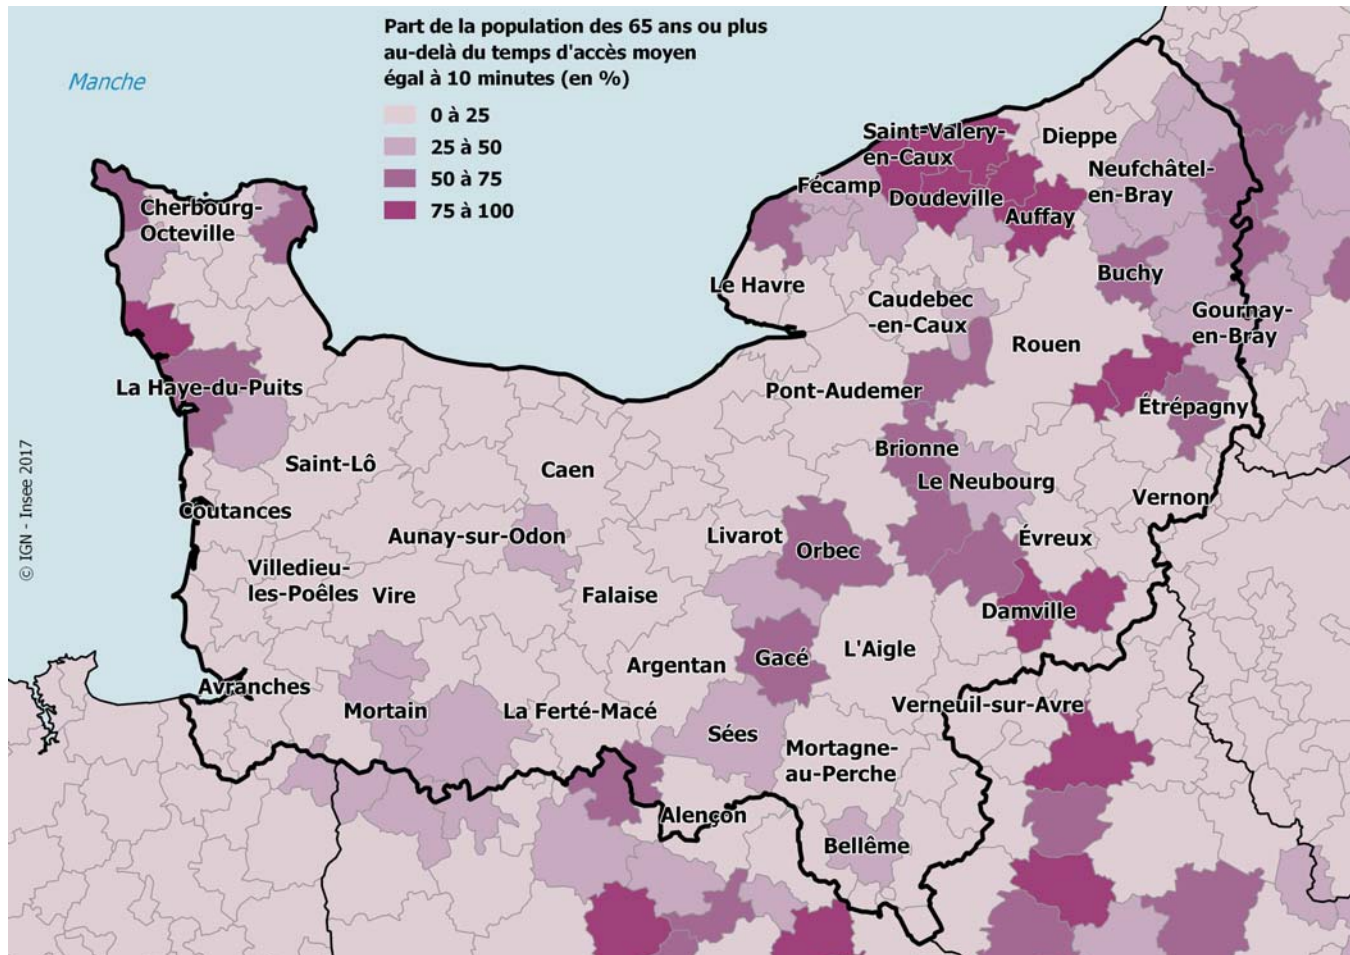 Part de la population des 65 ans ou plus
au-delà du temps d'accès moyen
égal à 10 minutes (en %)
Manche
0 à 25
25 à 50
50 à 75
75 à 100
Saint-Valery-
en-Caux
Dieppe
Neufchâtel-
en-Bray
Fécamp
Doudeville
Auffay
Cherbourg-
Octeville
Buchy
Le Havre
Caudebec
-en-Caux
Gournay-
en-Bray
Rouen
La Haye-du-Puits
Pont-Audemer
Étrépagny
Brionne
Saint-Lô
Caen
Le Neubourg
Vernon
Coutances
Aunay-sur-Odon
Livarot
Orbec
Évreux
Villedieu-
les-Poêles
Vire
Falaise
Damville
Argentan
Gacé
L'Aigle
Avranches
Mortain
La Ferté-Macé
Verneuil-sur-Avre
Sées
Mortagne-
au-Perche
Alençon
Bellême
© IGN - Insee 2017